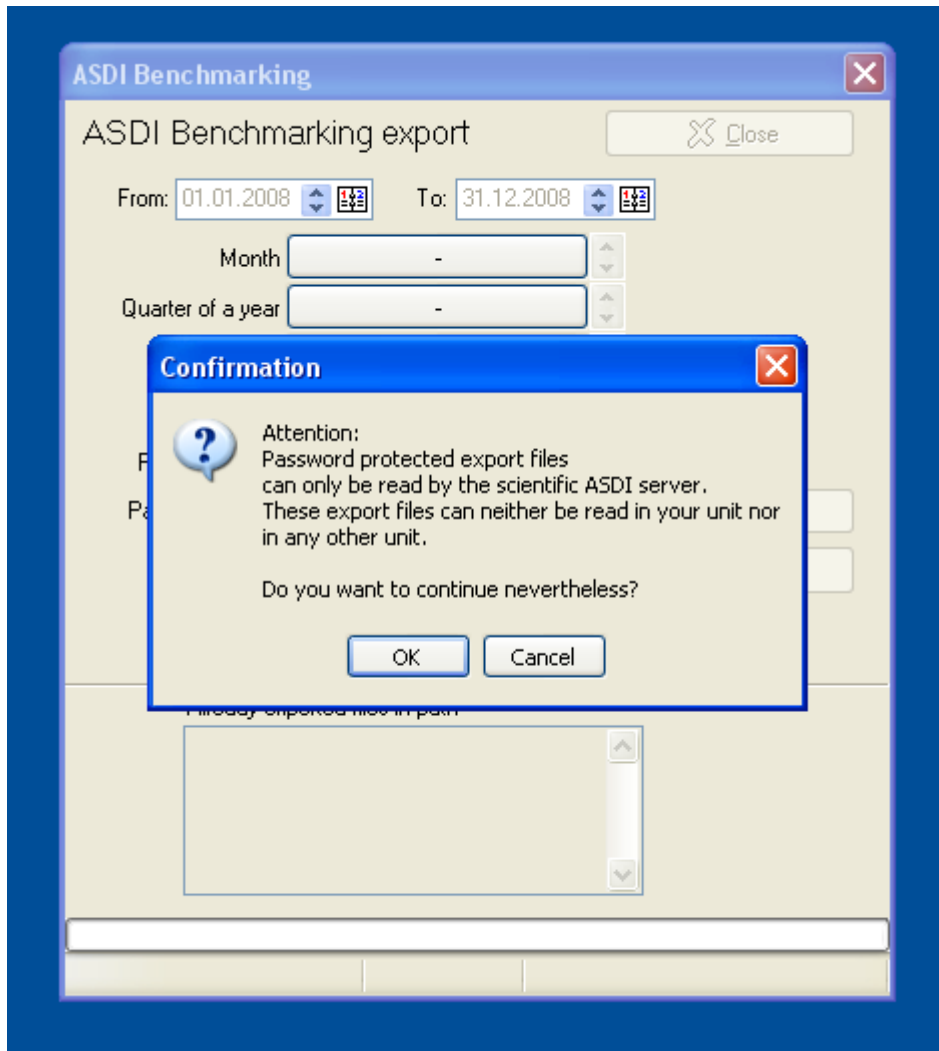 ASDI Benchmarking
ASDI Benchmarking export
Close
From: 01.01.2008 To: 31.12.2008
Month -
Quarter of a year -
Confirmation
Attention:
Password protected export files
can only be read by the scientific ASDI server.
These export files can neither be read in your unit nor
in any other unit.
Do you want to continue nevertheless?
OK Cancel